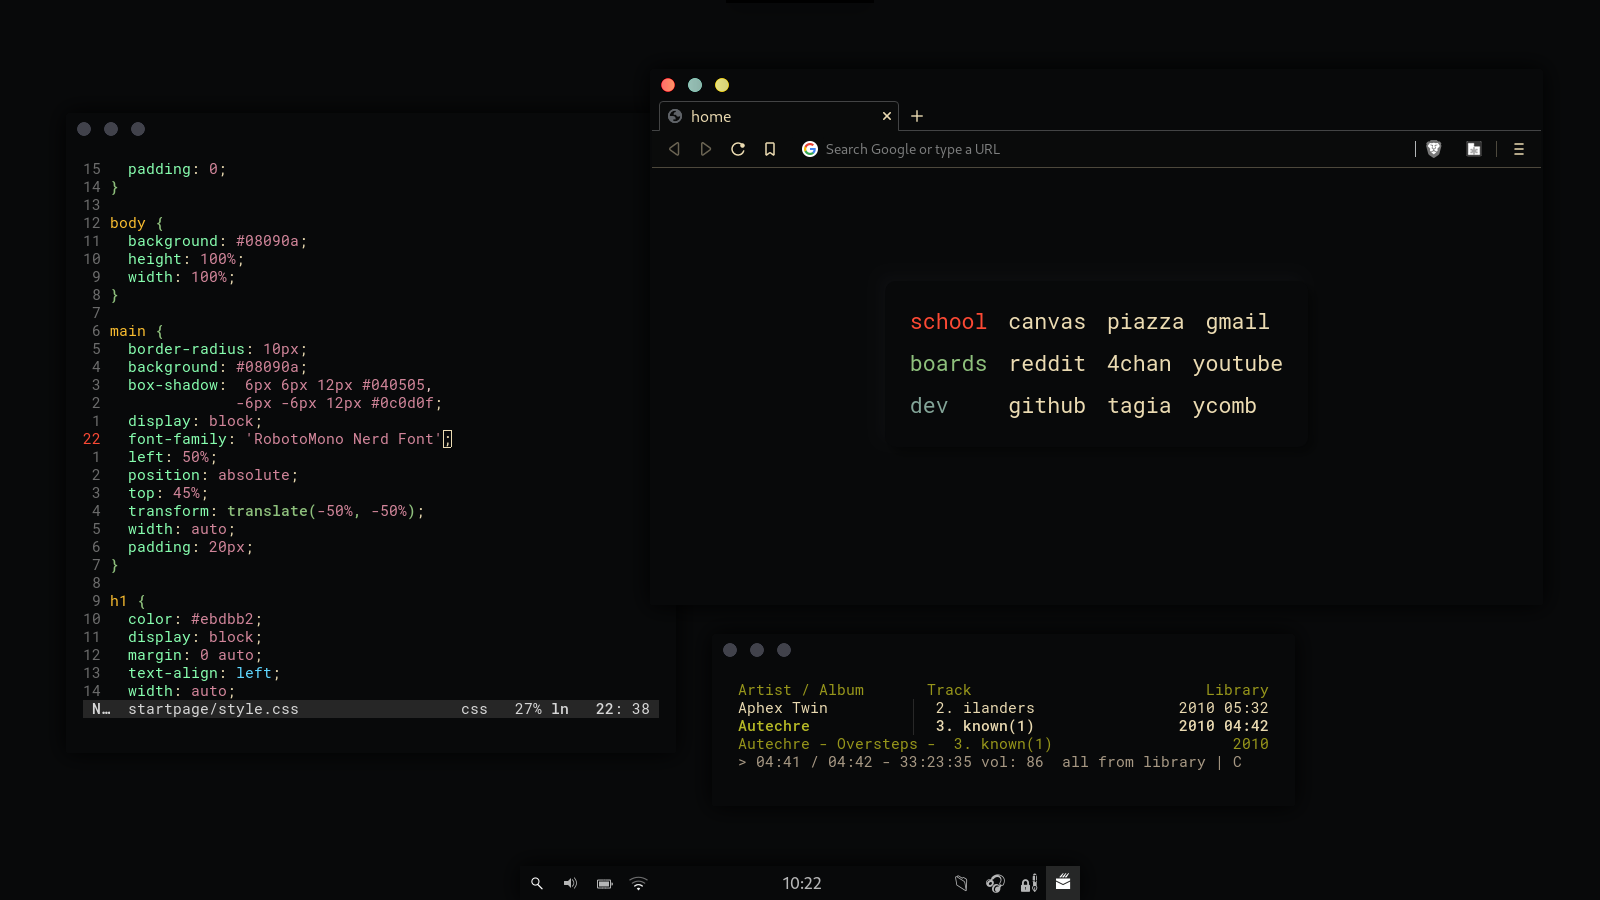 15 padding: 0;
14 }
13
12 body {
11 background: #08090a;
10 height: 100%;
9 width: 100%;
8 }
7
6 main {
5 border-radius: 10px;
4 background: #08090a;
3 box-shadow: 6px 6px 12px #040505,
2 -6px -6px 12px #0c0d0f;
1 display: block;
22 font-family: 'RobotoMono Nerd Font';
1 left: 50%;
2 position: absolute;
3 top: 45%;
4 transform: translate(-50%, -50%);
5 width: auto;
6 padding: 20px;
7 }
8
9 h1 {
10 color: #ebdbb2;
11 display: block;
12 margin: 0 auto;
13 text-align: left;
14 width: auto;
N… startpage/style.css css 27% ln 22: 38
home
Search Google or type a URL
school canvas piazza gmail
boards reddit 4chan youtube
dev github tagia ycomb
Artist / Album Track Library
Aphex Twin 2. ilanders 2010 05:32
Autechre 3. known(1) 2010 04:42
Autechre - Oversteps - 3. known(1) 2010
> 04:41 / 04:42 - 33:23:35 vol: 86 all from library | C
10:22